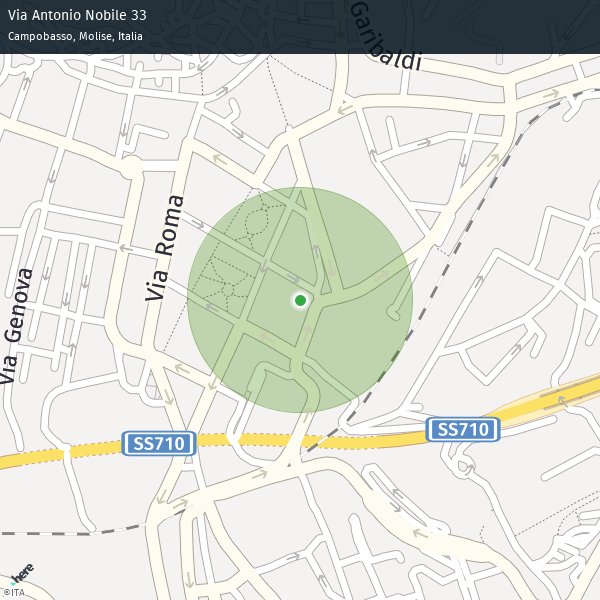 Via Antonio Nobile 33
Campobasso, Molise, Italia
Garibaldi
Via Roma
Via Genova
SS710
SS710
here
©ITA